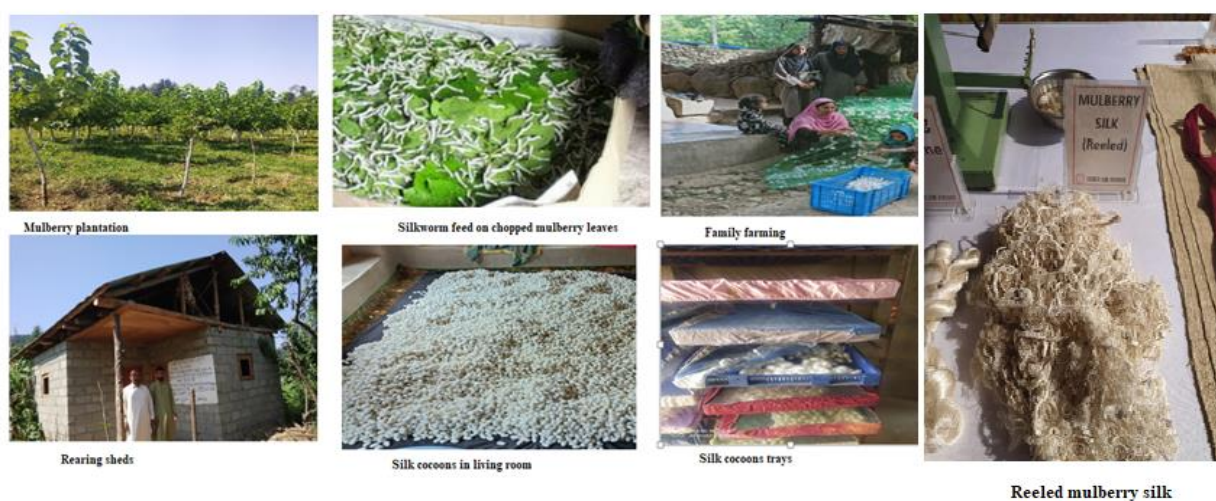 Mulberry plantation
Silkworm feed on chopped mulberry leaves
Family farming
MULBERRY
SILK
(Reeled)
me
Rearing sheds
Silk cocoons in living room
Silk cocoons trays
Reeled mulberry silk